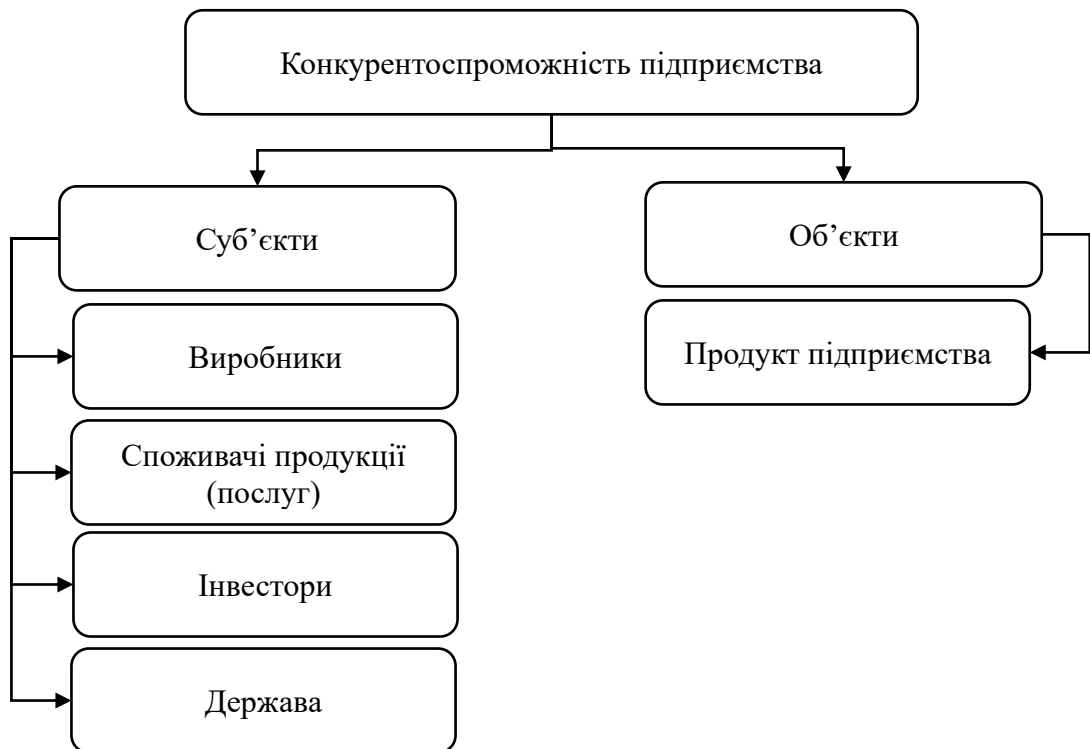 Конкурентоспроможність підприємства
Суб’єкти
Об’єкти
Виробники
Продукт підприємства
Споживачі продукції
(послуг)
Інвестори
Держава